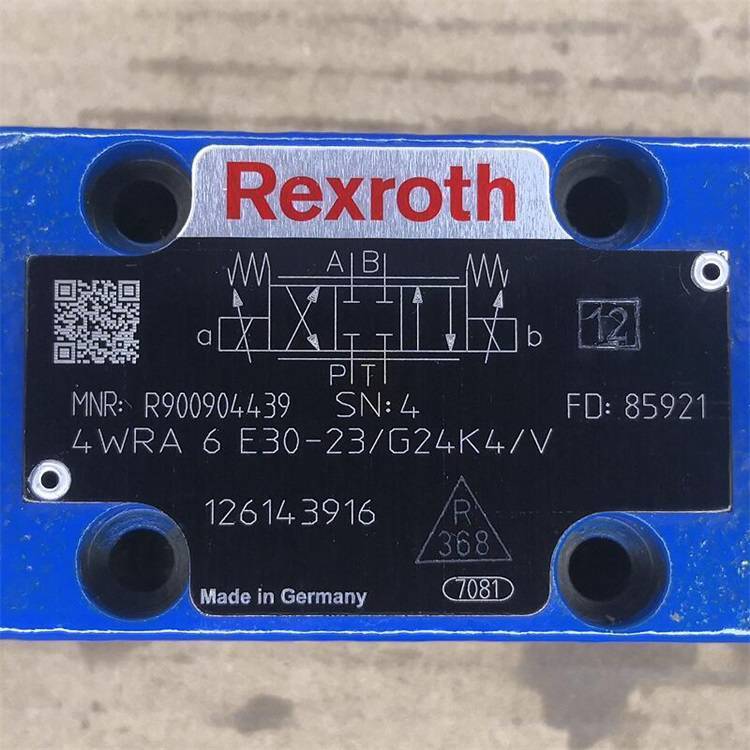 Rexroth
A B
12
a b
P T
MNR: R900904439 SN: 4 FD: 85921
4WRA 6 E30-23/G24K4/V
126143916
R
368
Made in Germany 7081